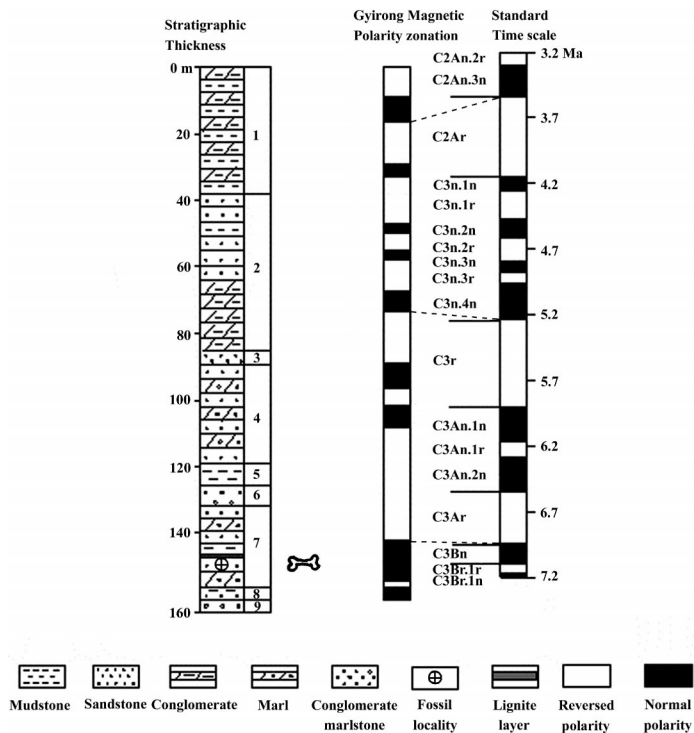 Stratigraphic
Thickness
Gyirong Magnetic
Polarity zonation
Standard
Time scale
0 m
20
40
60
80
100
120
140
160
1
2
3
4
5
6
7
8
9
C2An.2r
C2An.3n
C2Ar
C3n.1n
C3n.1r
C3n.2n
C3n.2r
C3n.3n
C3n.3r
C3n.4n
C3r
C3An.1n
C3An.1r
C3An.2n
C3Ar
C3Bn
C3Br.1r
C3Br.1n
3.2 Ma
3.7
4.2
4.7
5.2
5.7
6.2
6.7
7.2
Mudstone
Sandstone
Conglomerate
Marl
Conglomerate
marlstone
Fossil
locality
Lignite
layer
Reversed
polarity
Normal
polarity